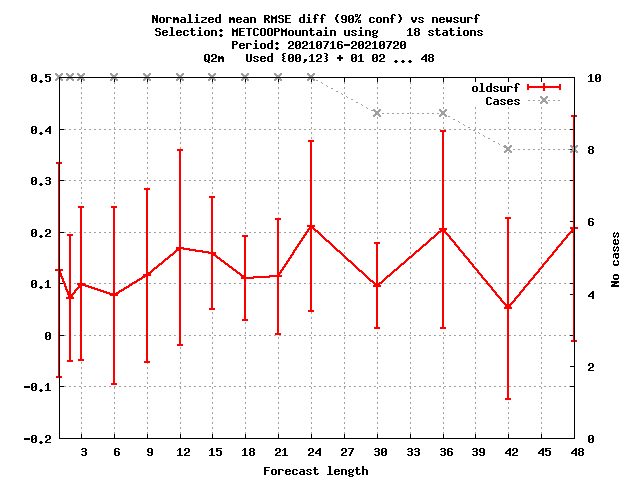 Normalized mean RMSE diff (90% conf) vs newsurf
Selection: METCOOPMountain using    18 stations
Period: 20210716-20210720
Q2m   Used {00,12} + 01 02 ... 48
oldsurf
Cases
0.5
0.4
0.3
0.2
0.1
0
-0.1
-0.2
10
8
6
4
2
0
No cases
3 6 9 12 15 18 21 24 27 30 33 36 39 42 45 48
Forecast length